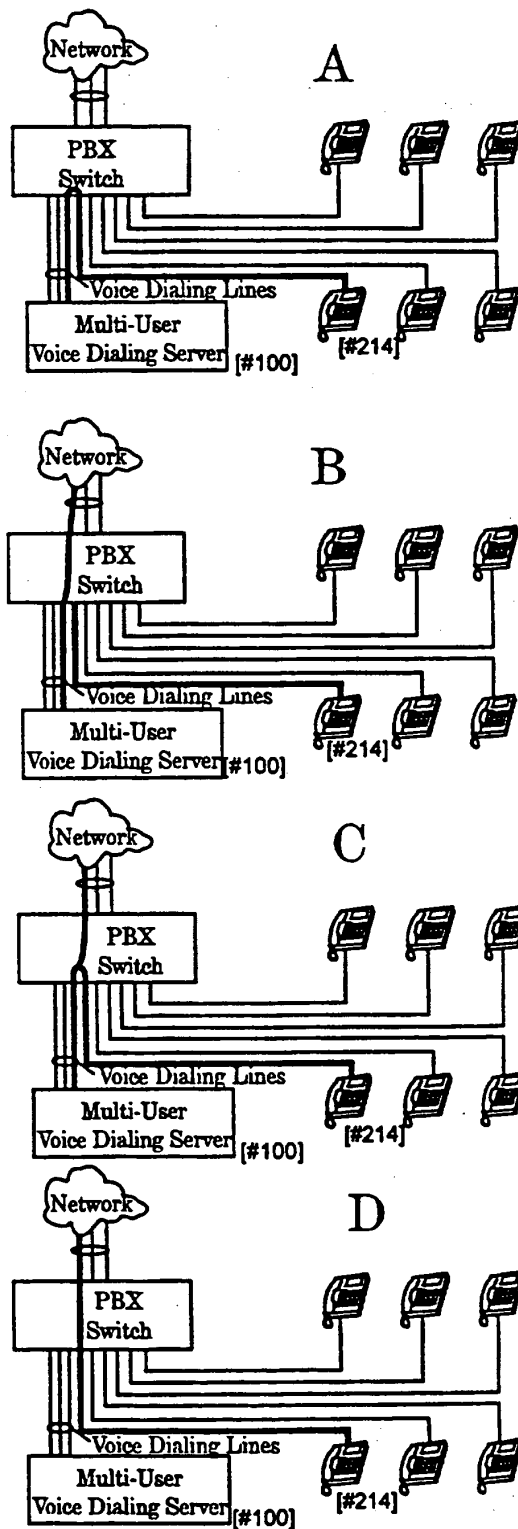 Network
A
PBX
Switch
Voice Dialing Lines
Multi-User
Voice Dialing Server
[#100]
[#214]
Network
B
PBX
Switch
Voice Dialing Lines
Multi-User
Voice Dialing Server
[#100]
[#214]
Network
C
PBX
Switch
Voice Dialing Lines
Multi-User
Voice Dialing Server
[#100]
[#214]
Network
D
PBX
Switch
Voice Dialing Lines
Multi-User
Voice Dialing Server
[#100]
[#214]